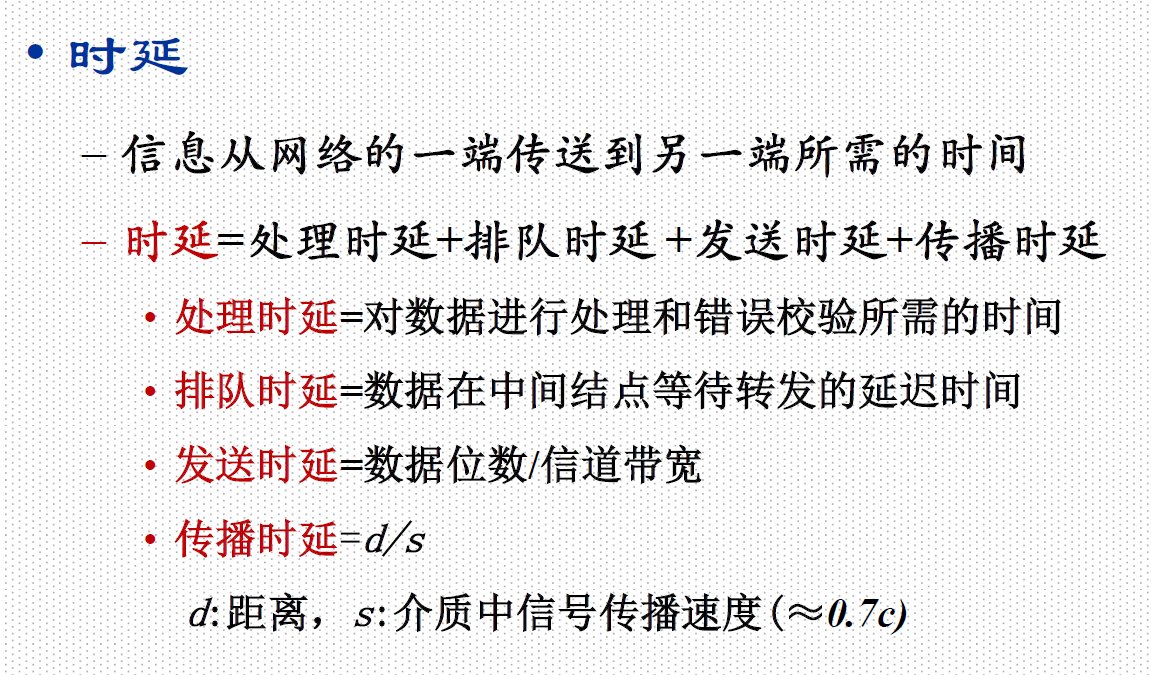 • 时延
– 信息从网络的一端传送到另一端所需的时间
– 时延=处理时延+排队时延 +发送时延+传播时延
• 处理时延=对数据进行处理和错误校验所需的时间
• 排队时延=数据在中间结点等待转发的延迟时间
• 发送时延=数据位数/信道带宽
• 传播时延=d/s
d:距离，s:介质中信号传播速度(≈0.7c)